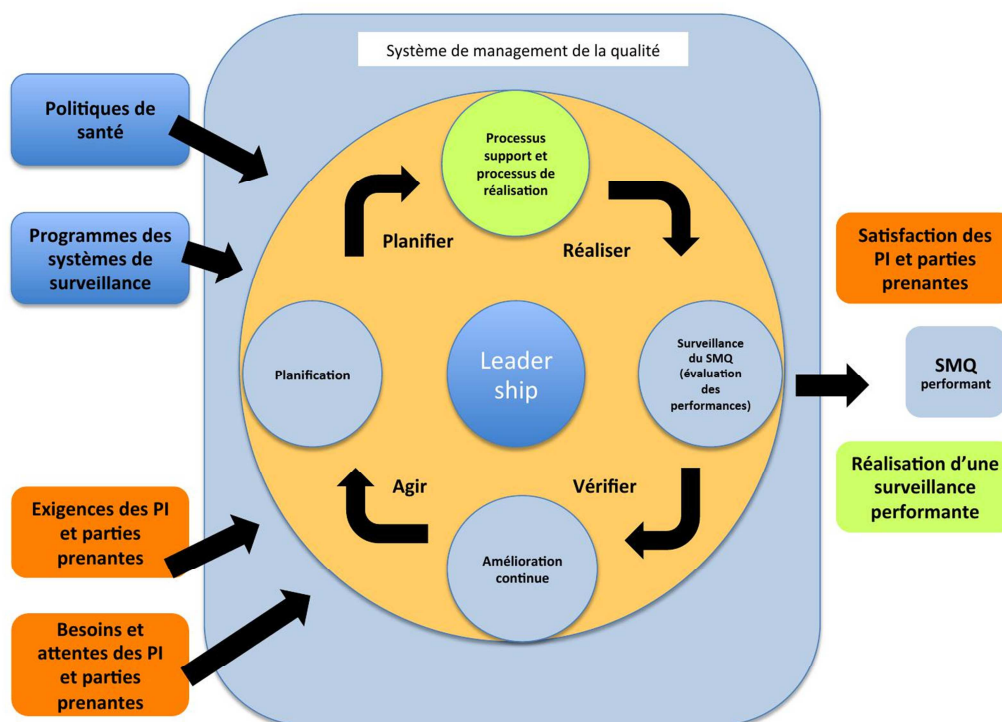 Système de management de la qualité
Politiques de
santé
Programmes des
systèmes de
surveillance
Exigences des PI
et parties
prenantes
Besoins et
attentes des PI
et parties
prenantes
Processus
support et
processus de
réalisation
Planifier
Réaliser
Planification
Leader
ship
Surveillance
du SMQ
(évaluation
des
performances)
Agir
Vérifier
Amélioration
continue
Satisfaction des
PI et parties
prenantes
SMQ
performant
Réalisation d’une
surveillance
performante